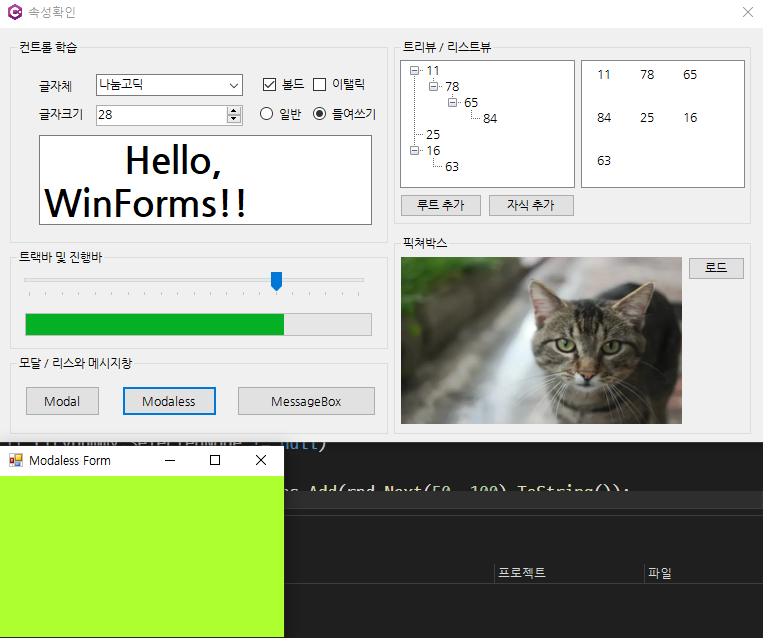 속성확인
컨트롤 학습
글자체 나눔고딕 볼드 이탤릭
글자크기 28 일반 들여쓰기
Hello,
WinForms!!
트랙바 및 진행바
모달 / 리스와 메시지창
Modal Modaless MessageBox
트리뷰 / 리스트뷰
11
78
65
84
25
16
63
11 78 65
84 25 16
63
루트 추가 자식 추가
픽쳐박스
로드
Modaless Form
.Add(rnd.Next(50, 100).ToString());
프로젝트 파일